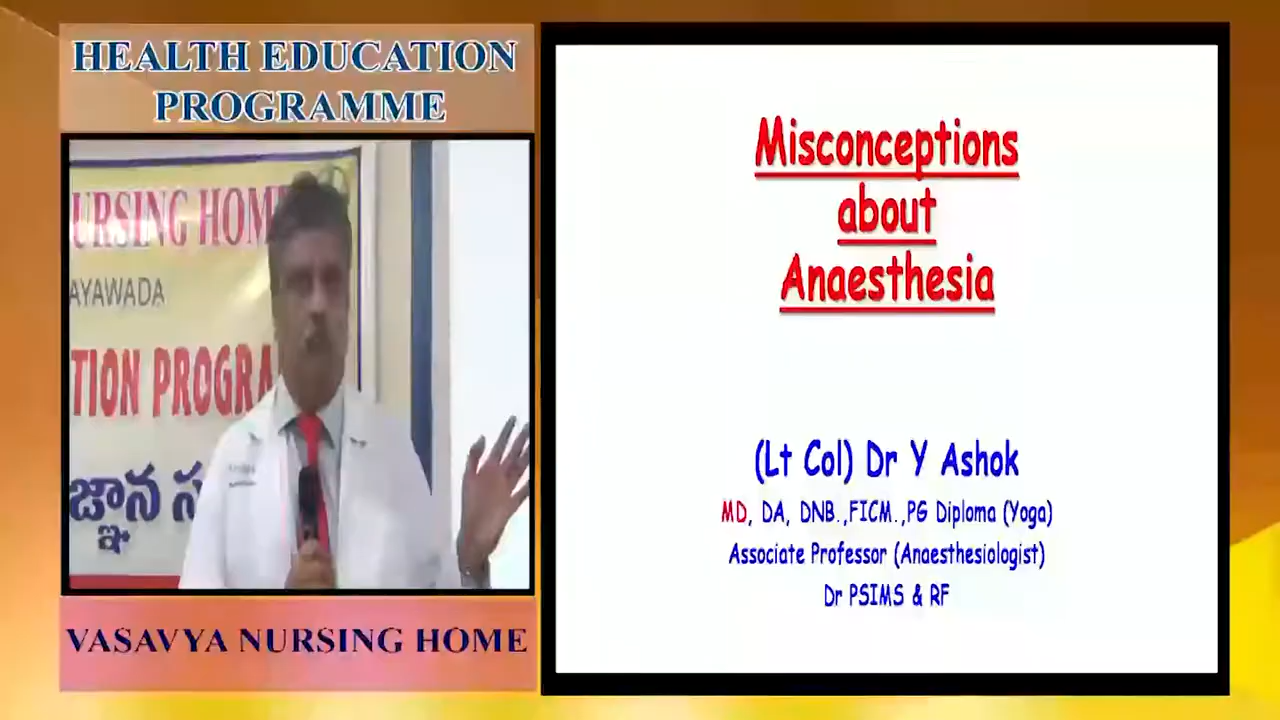 HEALTH EDUCATION
PROGRAMME
URSING HOM
AYAWADA
TION PROGRA
జ్ఞాన స
VASAVYA NURSING HOME
Misconceptions
about
Anaesthesia
(Lt Col) Dr Y Ashok
MD, DA, DNB.,FICM.,PG Diploma (Yoga)
Associate Professor (Anaesthesiologist)
Dr PSIMS & RF